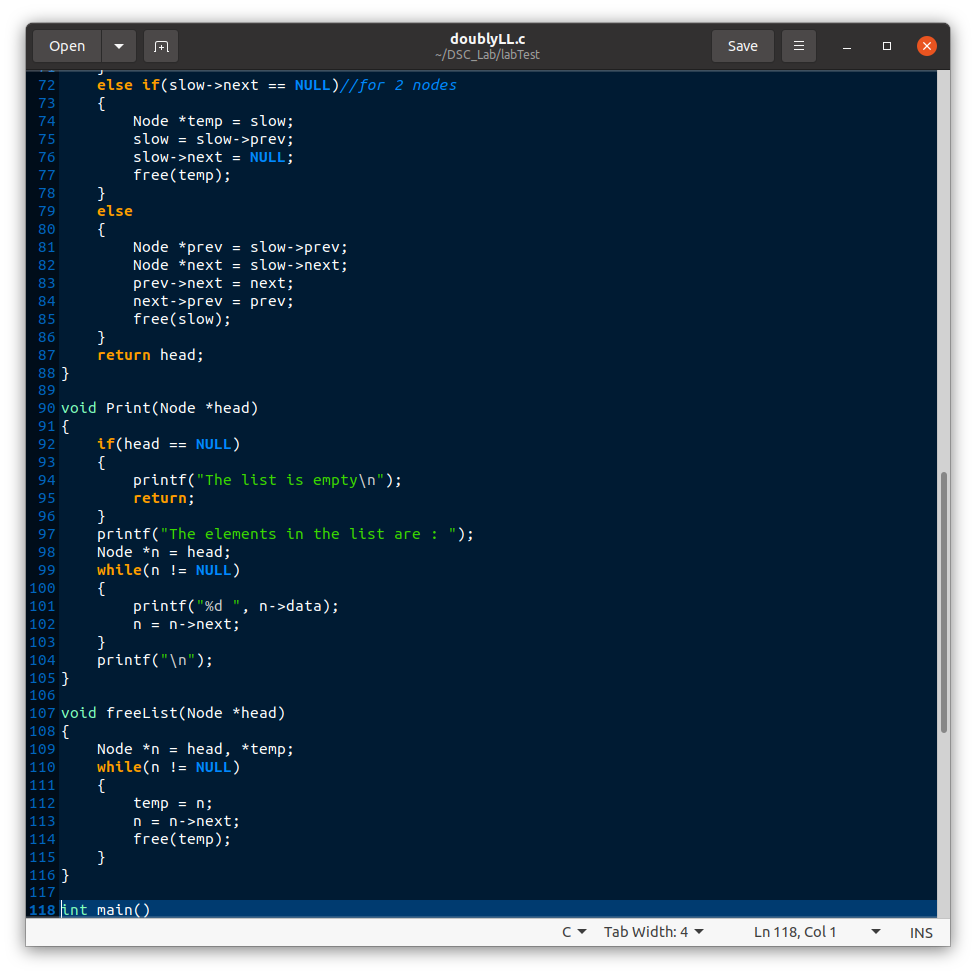 Open
doublyLL.c
~/DSC_Lab/labTest
Save
71     }
72     else if(slow->next == NULL)//for 2 nodes
73     {
74         Node *temp = slow;
75         slow = slow->prev;
76         slow->next = NULL;
77         free(temp);
78     }
79     else
80     {
81         Node *prev = slow->prev;
82         Node *next = slow->next;
83         prev->next = next;
84         next->prev = prev;
85         free(slow);
86     }
87     return head;
88 }
89
90 void Print(Node *head)
91 {
92     if(head == NULL)
93     {
94         printf("The list is empty\n");
95         return;
96     }
97     printf("The elements in the list are : ");
98     Node *n = head;
99     while(n != NULL)
100     {
101         printf("%d ", n->data);
102         n = n->next;
103     }
104     printf("\n");
105 }
106
107 void freeList(Node *head)
108 {
109     Node *n = head, *temp;
110     while(n != NULL)
111     {
112         temp = n;
113         n = n->next;
114         free(temp);
115     }
116 }
117
118 int main()
C Tab Width: 4 Ln 118, Col 1 INS